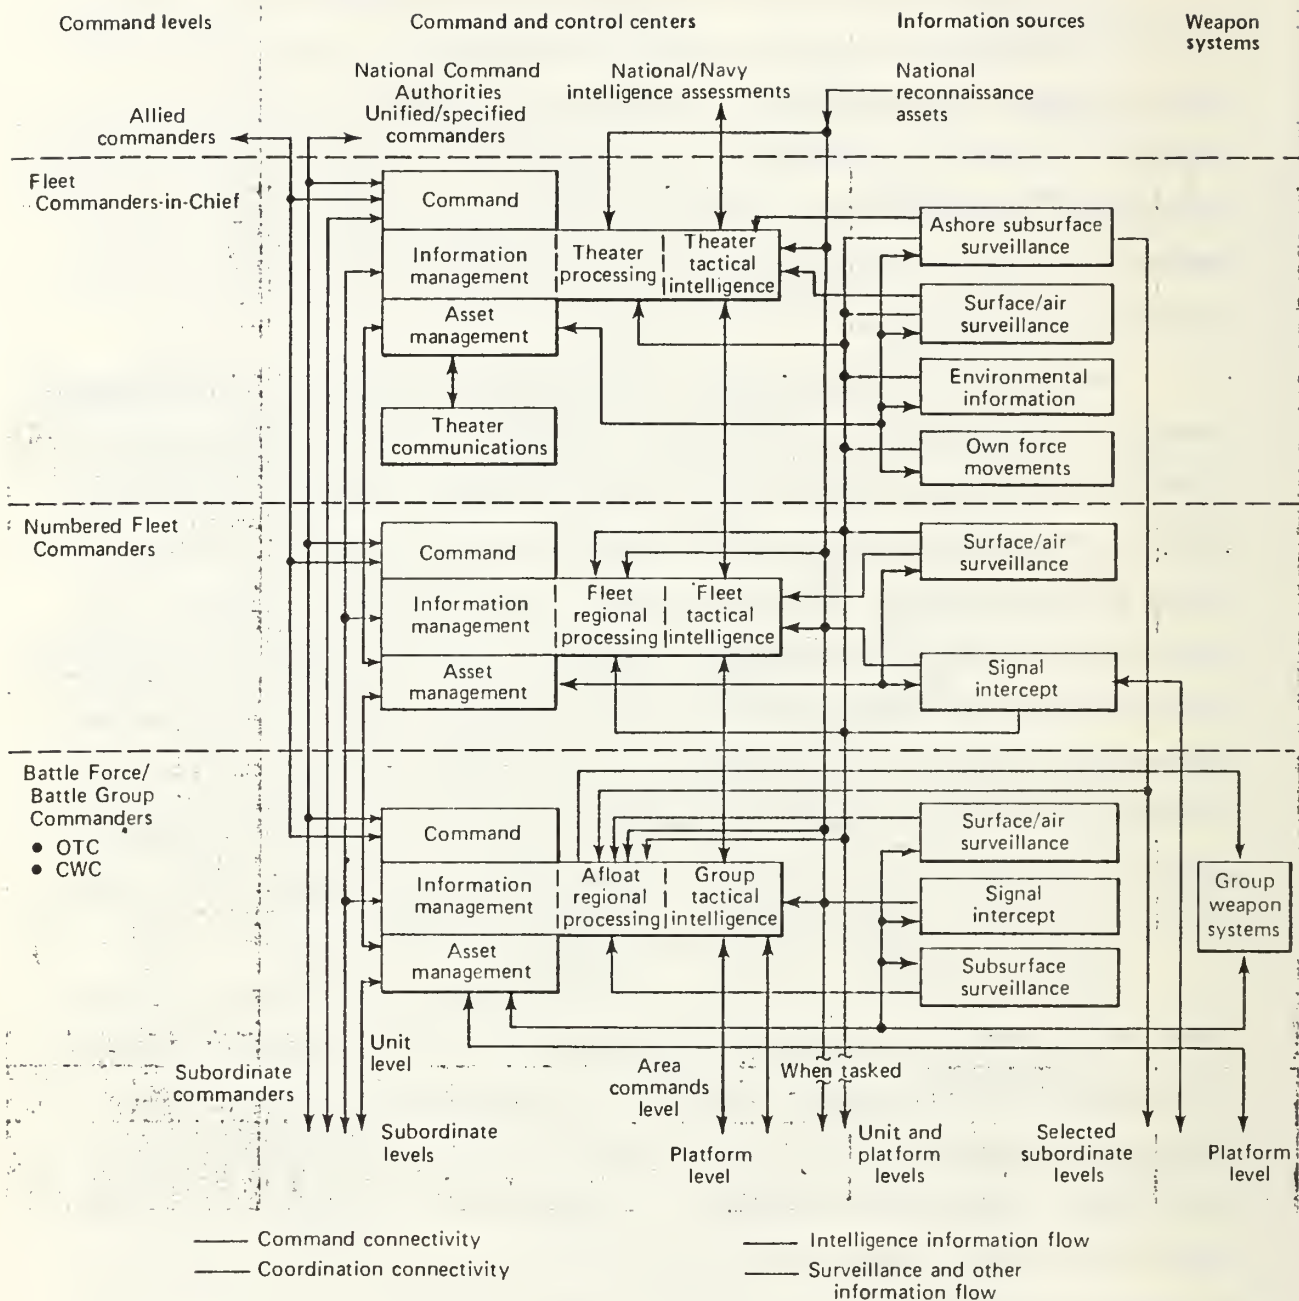 Command levels
Command and control centers
Information sources
Weapon
systems
National Command
Authorities
Unified/specified
commanders
National/Navy
intelligence assessments
National
reconnaissance
assets
Allied
commanders
Fleet
Commanders-in-Chief
Command
Information
management
Theater
processing
Theater
tactical
intelligence
Asset
management
Theater
communications
Ashore subsurface
surveillance
Surface/air
surveillance
Environmental
information
Own force
movements
Numbered Fleet
Commanders
Command
Information
management
Fleet
regional
processing
Fleet
tactical
intelligence
Asset
management
Surface/air
surveillance
Signal
intercept
Battle Force/
Battle Group
Commanders
● OTC
● CWC
Command
Information
management
Afloat
regional
processing
Group
tactical
intelligence
Asset
management
Surface/air
surveillance
Signal
intercept
Subsurface
surveillance
Group
weapon
systems
Unit
level
Subordinate
commanders
Area
commands
level
When tasked
Subordinate
levels
Platform
level
Unit and
platform
levels
Selected
subordinate
levels
Platform
level
Command connectivity
Coordination connectivity
Intelligence information flow
Surveillance and other
information flow